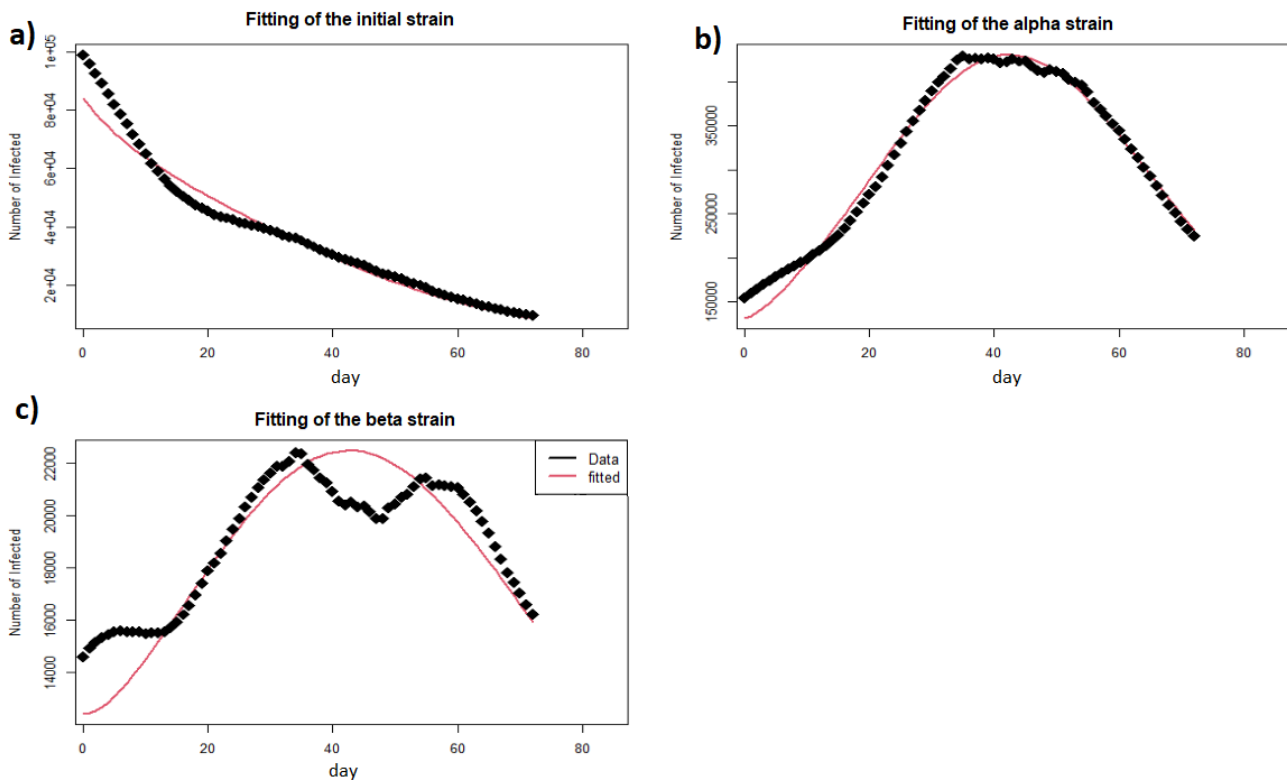 a)
Fitting of the initial strain
Number of Infected
1e+05
8e+04
6e+04
4e+04
2e+04
0 20 40 60 80
day
b)
Fitting of the alpha strain
Number of Infected
350000
250000
150000
0 20 40 60 80
day
c)
Fitting of the beta strain
Number of Infected
22000
20000
18000
16000
14000
Data
fitted
0 20 40 60 80
day